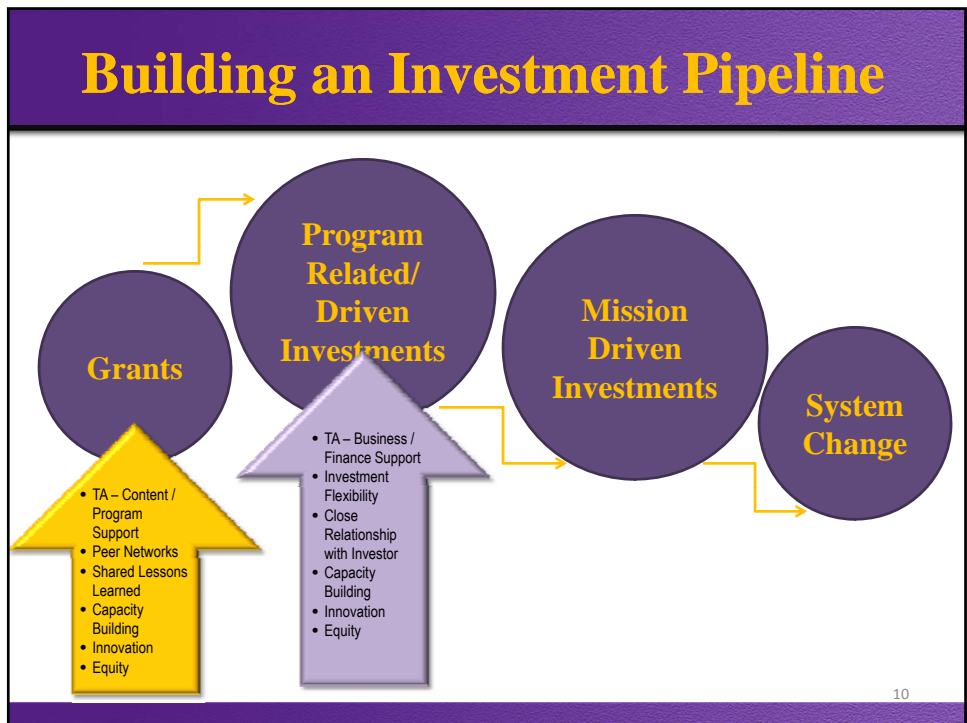 Building an Investment Pipeline
Grants
Program
Related/
Driven
Investments
Mission
Driven
Investments
System
Change
• TA – Content /
Program
Support
• Peer Networks
• Shared Lessons
Learned
• Capacity
Building
• Innovation
• Equity
• TA – Business /
Finance Support
• Investment
Flexibility
• Close
Relationship
with Investor
• Capacity
Building
• Innovation
• Equity
10